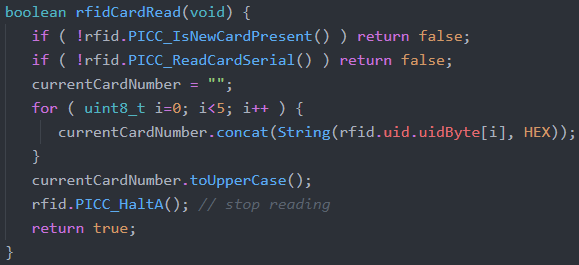 boolean rfidCardRead(void) {
if ( !rfid.PICC_IsNewCardPresent() ) return false;
if ( !rfid.PICC_ReadCardSerial() ) return false;
currentCardNumber = "";
for ( uint8_t i=0; i<5; i++ ) {
currentCardNumber.concat(String(rfid.uid.uidByte[i], HEX));
}
currentCardNumber.toUpperCase();
rfid.PICC_HaltA(); // stop reading
return true;
}